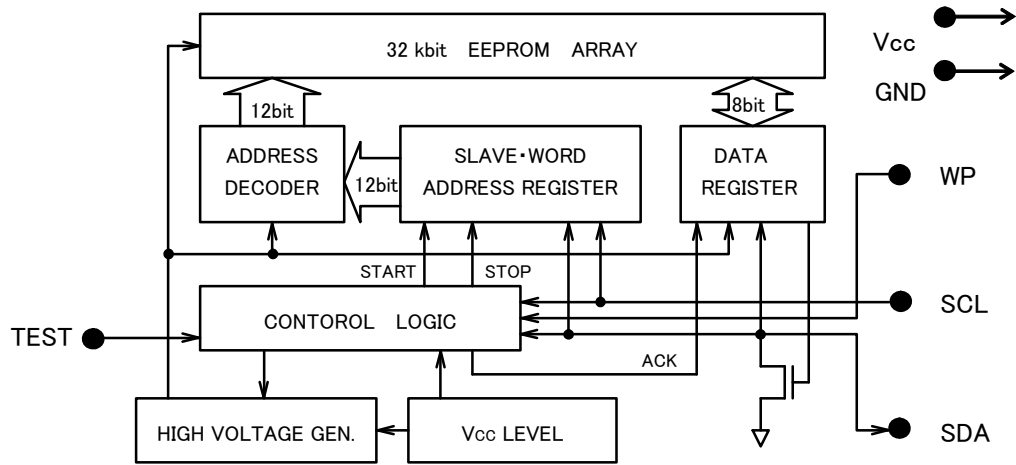 32 kbit EEPROM ARRAY
Vcc
GND
12bit
8bit
ADDRESS
DECODER
12bit
SLAVE・WORD
ADDRESS REGISTER
DATA
REGISTER
WP
START
STOP
SCL
TEST
CONTOROL LOGIC
ACK
HIGH VOLTAGE GEN.
Vcc LEVEL
SDA